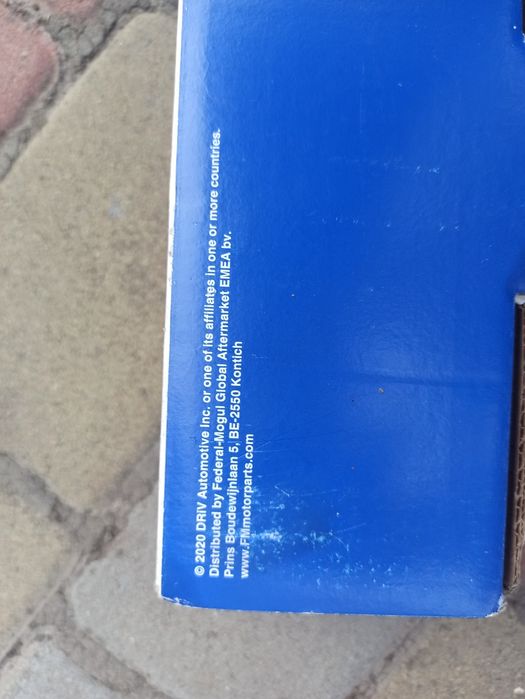 © 2020 DRiV Automotive Inc. or one of its affiliates in one or more countries.
Distributed by Federal-Mogul Global Aftermarket EMEA bv.
Prins Boudewijnlaan 5, BE-2550 Kontich
www.FMmotorparts.com